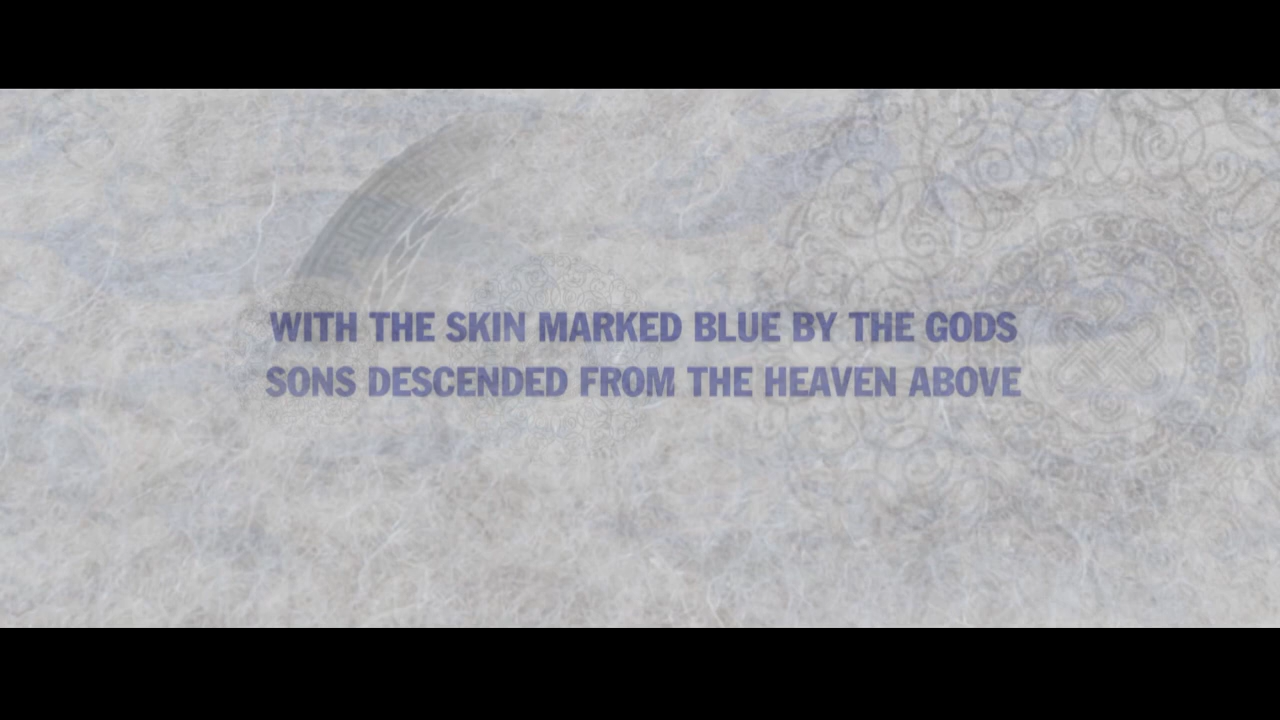 WITH THE SKIN MARKED BLUE BY THE GODS
SONS DESCENDED FROM THE HEAVEN ABOVE